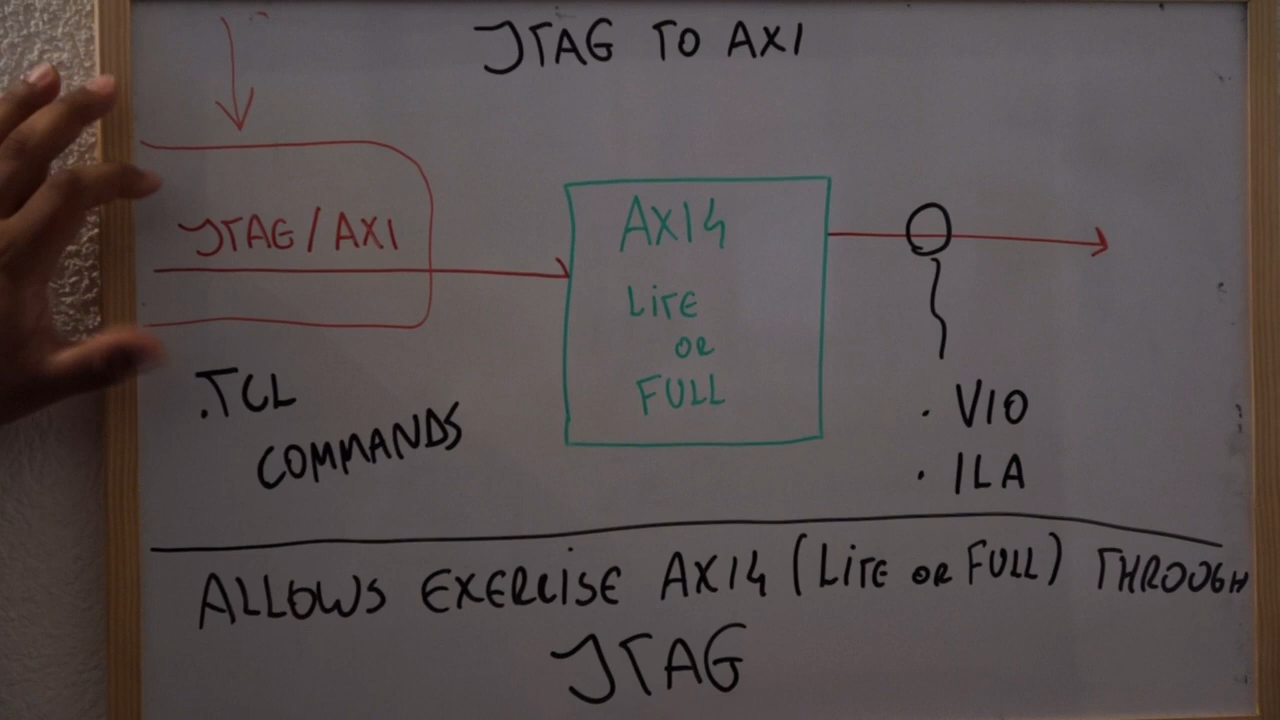 JTAG TO AXI
JTAG/AXI
AXI4
LiTE
OR
FULL
.TCL
COMMANDS
. VIO
. ILA
ALLOWS EXERCISE AXI4 (LiTE OR FULL) THROUGH
JTAG